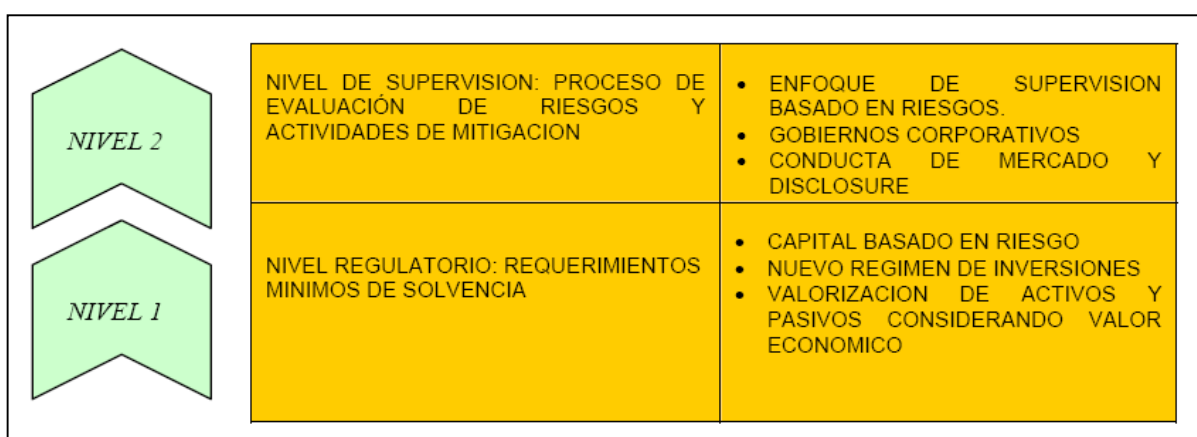 NIVEL 2
NIVEL DE SUPERVISION: PROCESO DE
EVALUACIÓN DE RIESGOS Y
ACTIVIDADES DE MITIGACION
• ENFOQUE DE SUPERVISION
BASADO EN RIESGOS.
• GOBIERNOS CORPORATIVOS
• CONDUCTA DE MERCADO Y
DISCLOSURE
NIVEL 1
NIVEL REGULATORIO: REQUERIMIENTOS
MINIMOS DE SOLVENCIA
• CAPITAL BASADO EN RIESGO
• NUEVO REGIMEN DE INVERSIONES
• VALORIZACION DE ACTIVOS Y
PASIVOS CONSIDERANDO VALOR
ECONOMICO